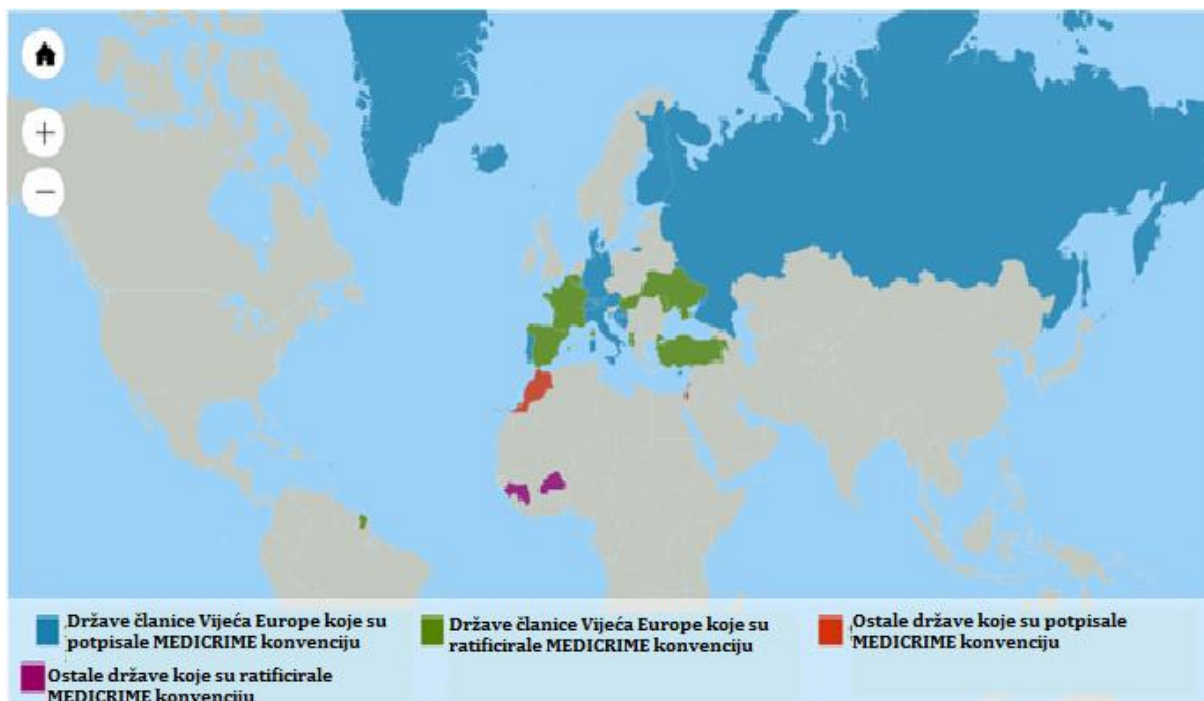 Države članice Vijeća Europe koje su
potpisale MEDICRIME konvenciju
Države članice Vijeća Europe koje su
ratificirale MEDICRIME konvenciju
Ostale države koje su potpisale
MEDICRIME konvenciju
Ostale države koje su ratificirale
MEDICRIME konvenciju